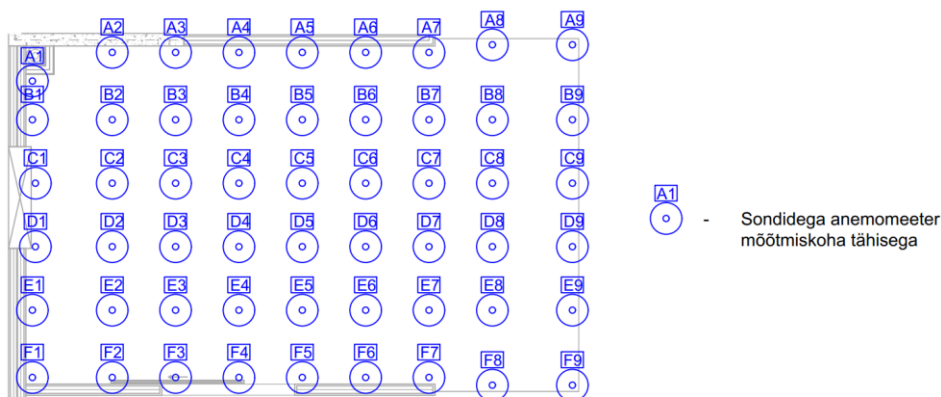 A1 A2 A3 A4 A5 A6 A7 A8 A9
B1 B2 B3 B4 B5 B6 B7 B8 B9
C1 C2 C3 C4 C5 C6 C7 C8 C9
D1 D2 D3 D4 D5 D6 D7 D8 D9
E1 E2 E3 E4 E5 E6 E7 E8 E9
F1 F2 F3 F4 F5 F6 F7 F8 F9
A1
- Sondidega anemomeeter
mõõtmiskoha tähisega